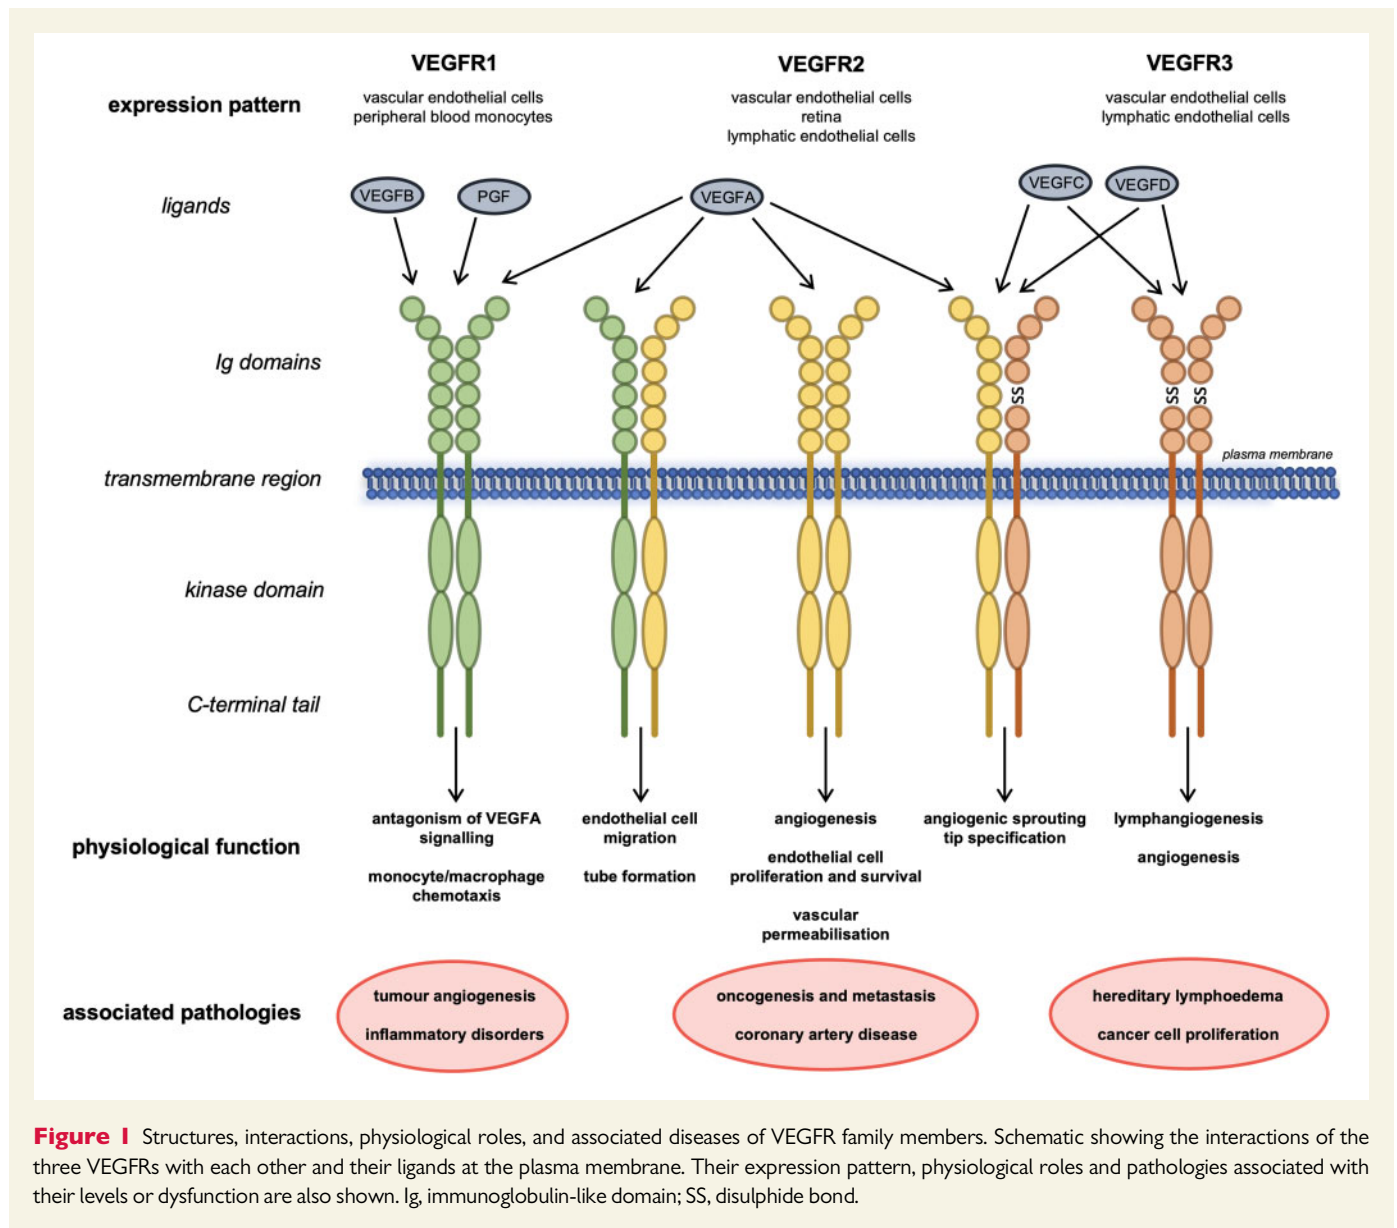 VEGFR1
VEGFR2
VEGFR3
expression pattern
vascular endothelial cells
peripheral blood monocytes
vascular endothelial cells
retina
lymphatic endothelial cells
vascular endothelial cells
lymphatic endothelial cells
ligands
VEGFB
PGF
VEGFA
VEGFC
VEGFD
Ig domains
SS
SS
SS
plasma membrane
transmembrane region
kinase domain
C-terminal tail
physiological function
antagonism of VEGFA
signalling
monocyte/macrophage
chemotaxis
endothelial cell
migration
tube formation
angiogenesis
endothelial cell
proliferation and survival
vascular
permeabilisation
angiogenic sprouting
tip specification
lymphangiogenesis
angiogenesis
associated pathologies
tumour angiogenesis
inflammatory disorders
oncogenesis and metastasis
coronary artery disease
hereditary lymphoedema
cancer cell proliferation
Figure 1 Structures, interactions, physiological roles, and associated diseases of VEGFR family members. Schematic showing the interactions of the
three VEGFRs with each other and their ligands at the plasma membrane. Their expression pattern, physiological roles and pathologies associated with
their levels or dysfunction are also shown. Ig, immunoglobulin-like domain; SS, disulphide bond.